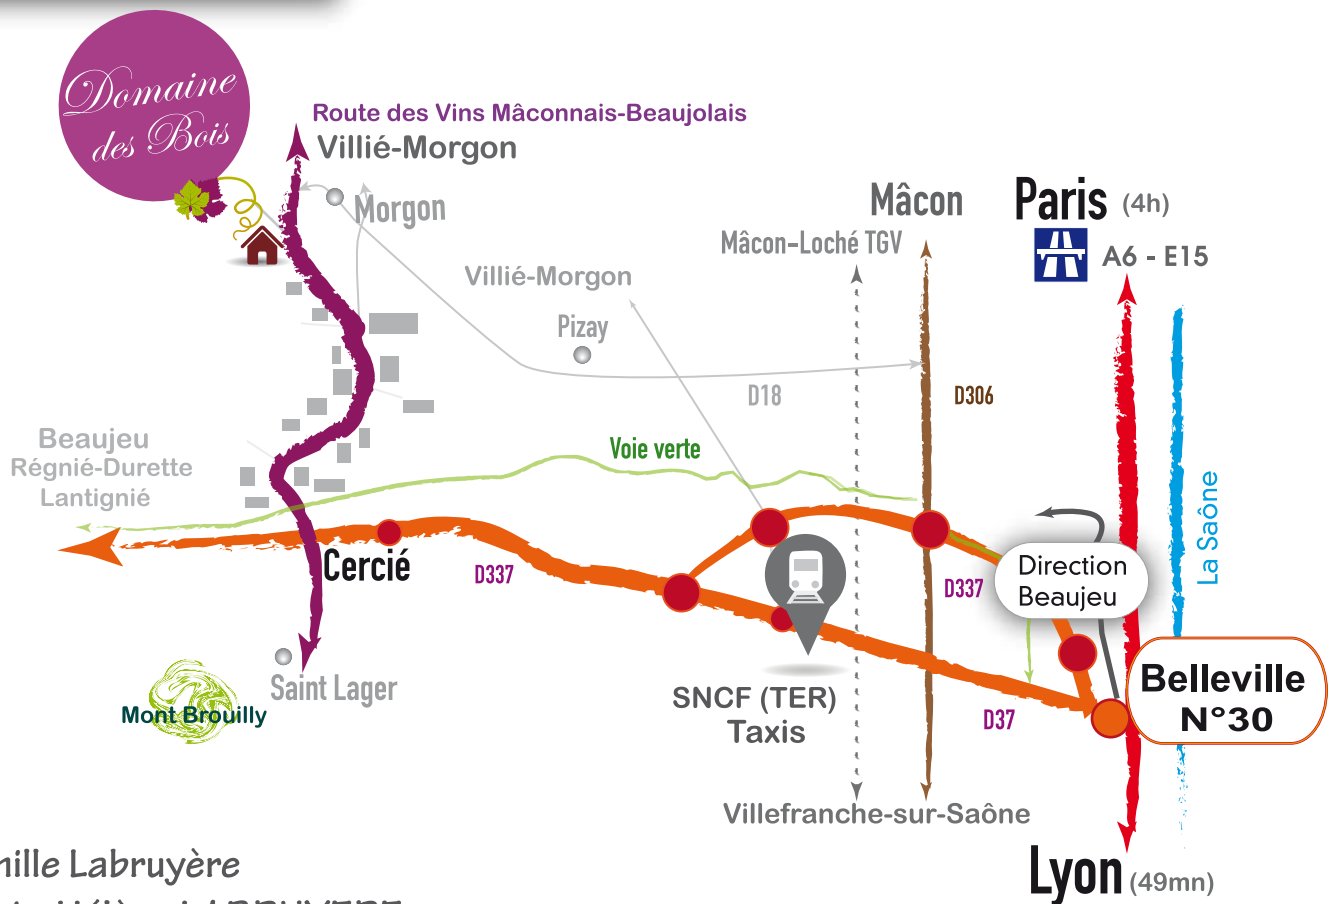 Domaine
des Bois
Route des Vins Mâconnais-Beaujolais
Villié-Morgon
Morgon
Mâcon
Paris (4h)
Mâcon-Loché TGV
A6 - E15
Villié-Morgon
Pizay
D18
D306
Beaujeu
Régnié-Durette
Lantignié
Voie verte
La Saône
Cercié
D337
D337
Direction
Beaujeu
Saint Lager
Mont Brouilly
SNCF (TER)
Taxis
D37
Belleville
N°30
Villefranche-sur-Saône
Lyon (49mn)
Labruyère